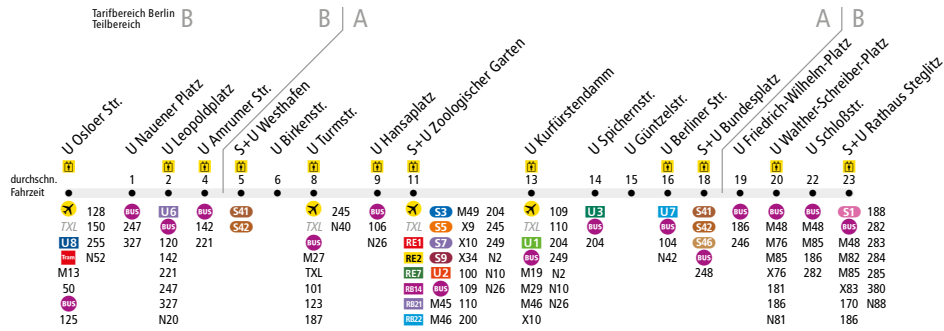 Tarifbereich Berlin
Teilbereich
B
B
A
A
B
U Osloer Str.
U Nauener Platz
U Leopoldplatz
U Amrumer Str.
S+U Westhafen
U Birkenstr.
U Turmstr.
U Hansaplatz
S+U Zoologischer Garten
U Kurfürstendamm
U Spichernstr.
U Güntzelstr.
U Berliner Str.
S+U Bundesplatz
U Friedrich-Wilhelm-Platz
U Walther-Schreiber-Platz
U Schloßstr.
S+U Rathaus Steglitz
durchschn.
Fahrzeit
1 2 4 5 6 8 9 11 13 14 15 16 18 19 20 22 23
128
TXL 150
U8 255
Tram N52
M13
50
BUS
125
BUS
247
327
U6
BUS
120
142
221
247
327
N20
BUS
142
221
S41
S42
245
TXL N40
BUS
M27
TXL
101
123
187
BUS
106
N26
S3 M49 204
TXL S5 X9 245
RE1 S7 X10 249
RE2 S9 X34 N2
RE7 U2 100 N10
RB14 BUS 109 N26
RB21 M45 110
RB22 M46 200
109
TXL 110
U1 204
BUS 249
M19 N2
M29 N10
M46 N26
X10
U3
BUS
204
U7
BUS
104
N42
S41
S42
S46
BUS
248
BUS
186
246
BUS
M48
M76
M85
X76
181
186
N81
BUS
M48
M85
186
282
S1 188
BUS 282
M48 283
M82 284
M85 285
X83 380
170 N88
186